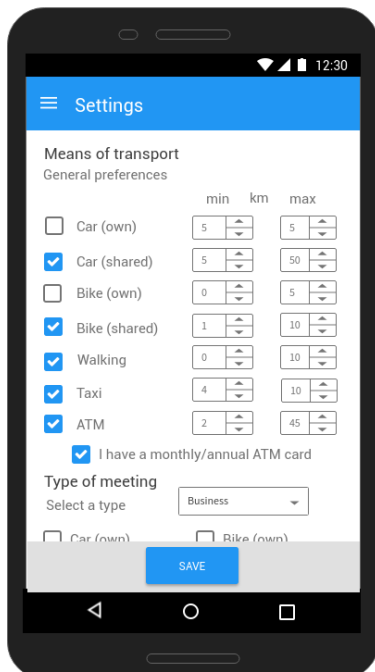 12:30
Settings
Means of transport
General preferences
min km max
Car (own) 5 5
Car (shared) 5 50
Bike (own) 0 5
Bike (shared) 1 10
Walking 0 10
Taxi 4 10
ATM 2 45
I have a monthly/annual ATM card
Type of meeting
Select a type Business
Car (own) Bike (own)
SAVE